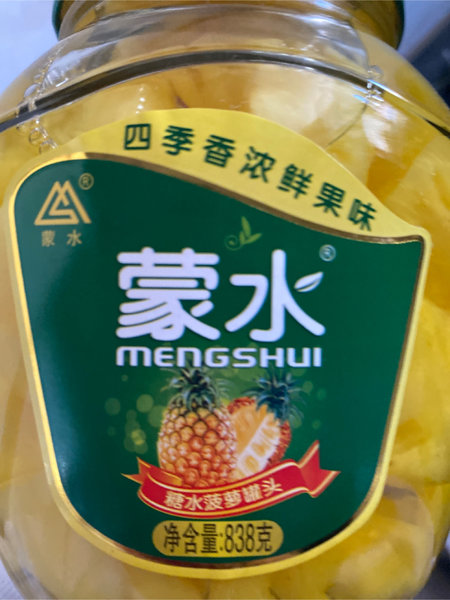 四季香浓鲜果味
®
蒙水
蒙水®
MENGSHUI
糖水菠萝罐头
净含量:838克